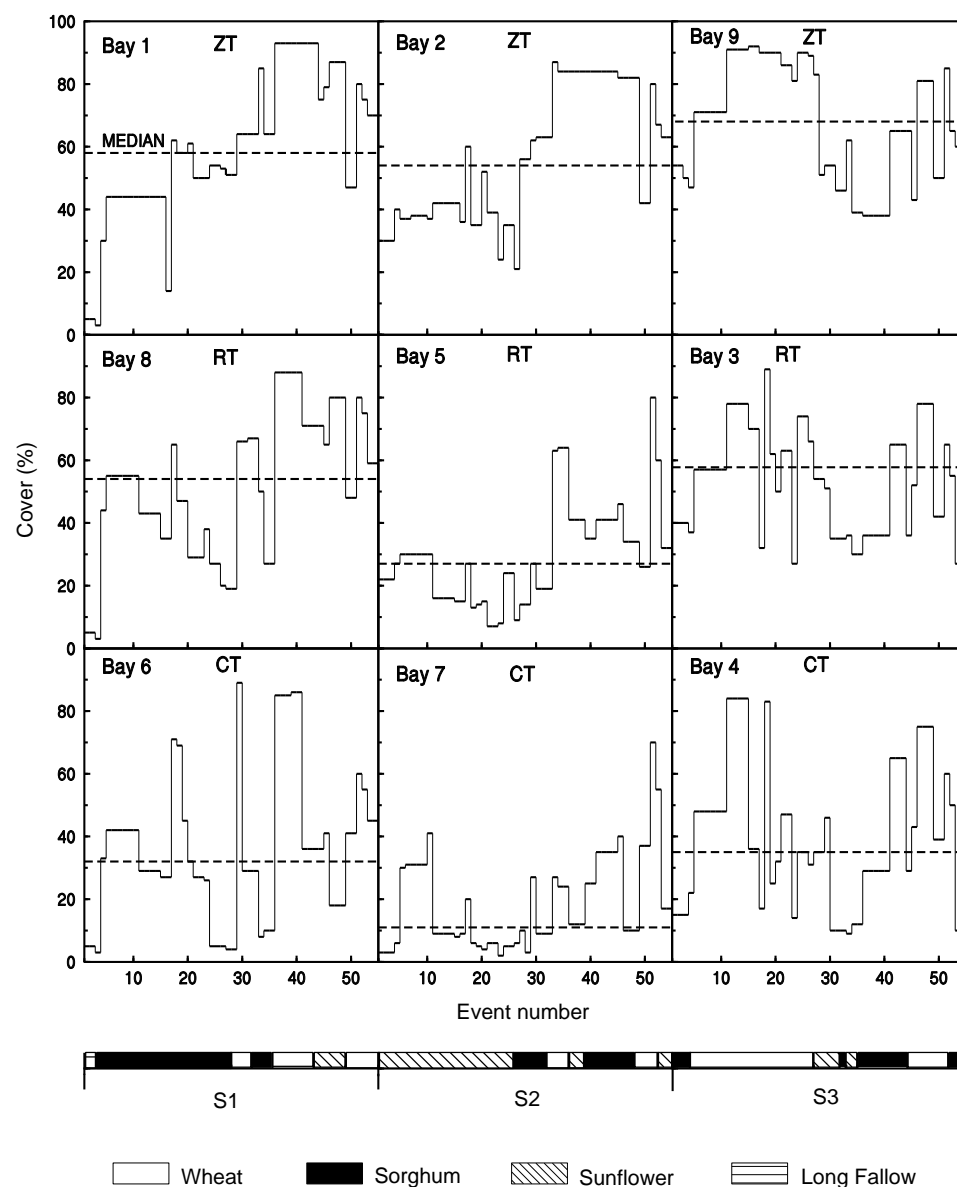 100
80
60
40
20
0
Bay 1 ZT
MEDIAN
Bay 2 ZT
Bay 9 ZT
Cover (%)
80
60
40
20
0
Bay 8 RT
Bay 5 RT
Bay 3 RT
80
60
40
20
0
Bay 6 CT
Bay 7 CT
Bay 4 CT
10 20 30 40 50 10 20 30 40 50 10 20 30 40 50
Event number
S1 S2 S3
Wheat Sorghum Sunflower Long Fallow